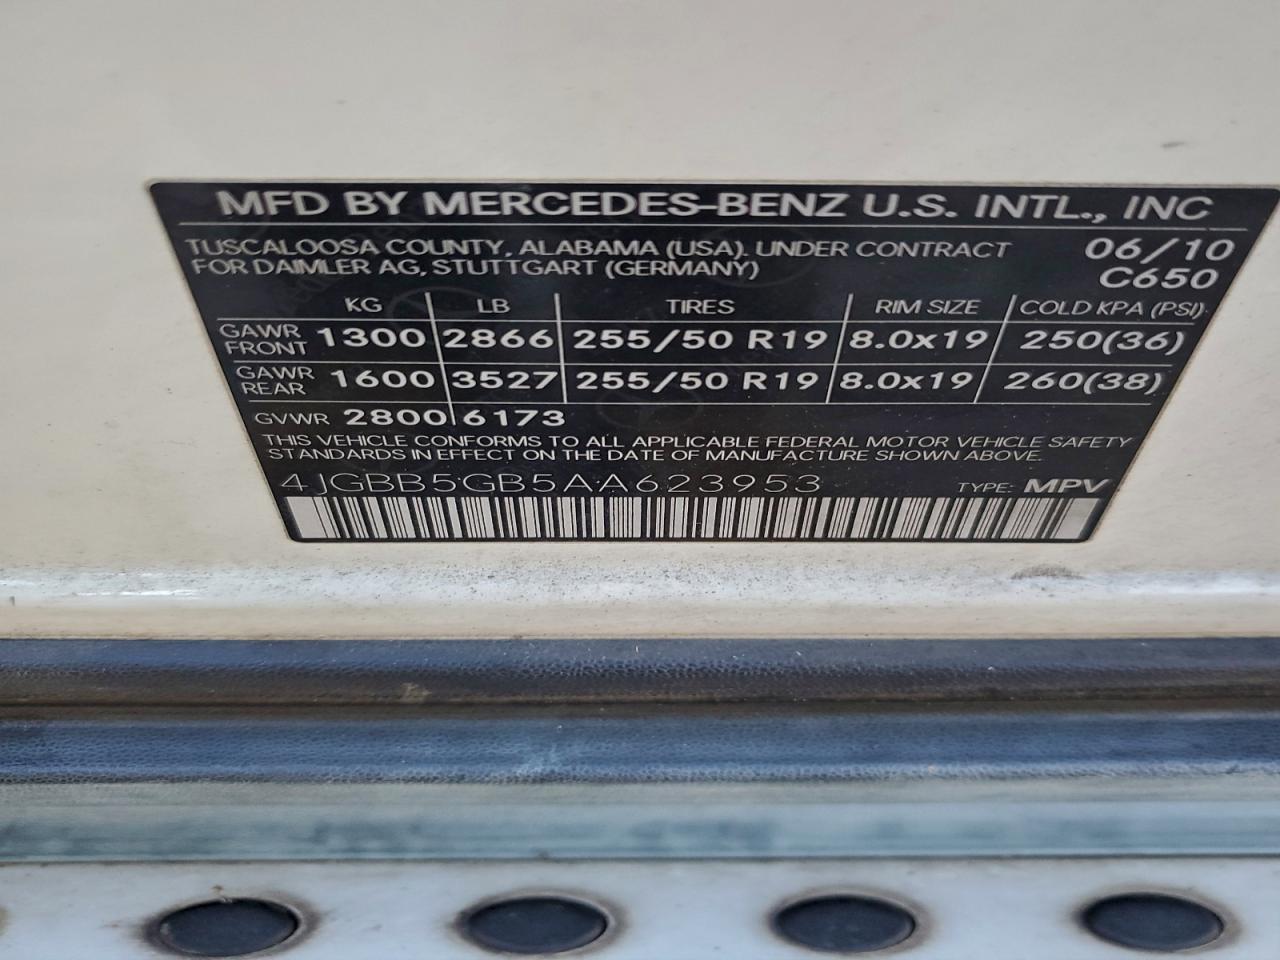 MFD BY MERCEDES-BENZ U.S. INTL., INC
TUSCALOOSA COUNTY, ALABAMA (USA). UNDER CONTRACT 06/10
FOR DAIMLER AG, STUTTGART (GERMANY) C650
KG LB TIRES RIM SIZE COLD KPA (PSI)
GAWR FRONT 1300 2866 255/50 R19 8.0x19 250(36)
GAWR REAR 1600 3527 255/50 R19 8.0x19 260(38)
GVWR 2800 6173
THIS VEHICLE CONFORMS TO ALL APPLICABLE FEDERAL MOTOR VEHICLE SAFETY
STANDARDS IN EFFECT ON THE DATE OF MANUFACTURE SHOWN ABOVE.
4JGBB5GB5AA623953 TYPE: MPV